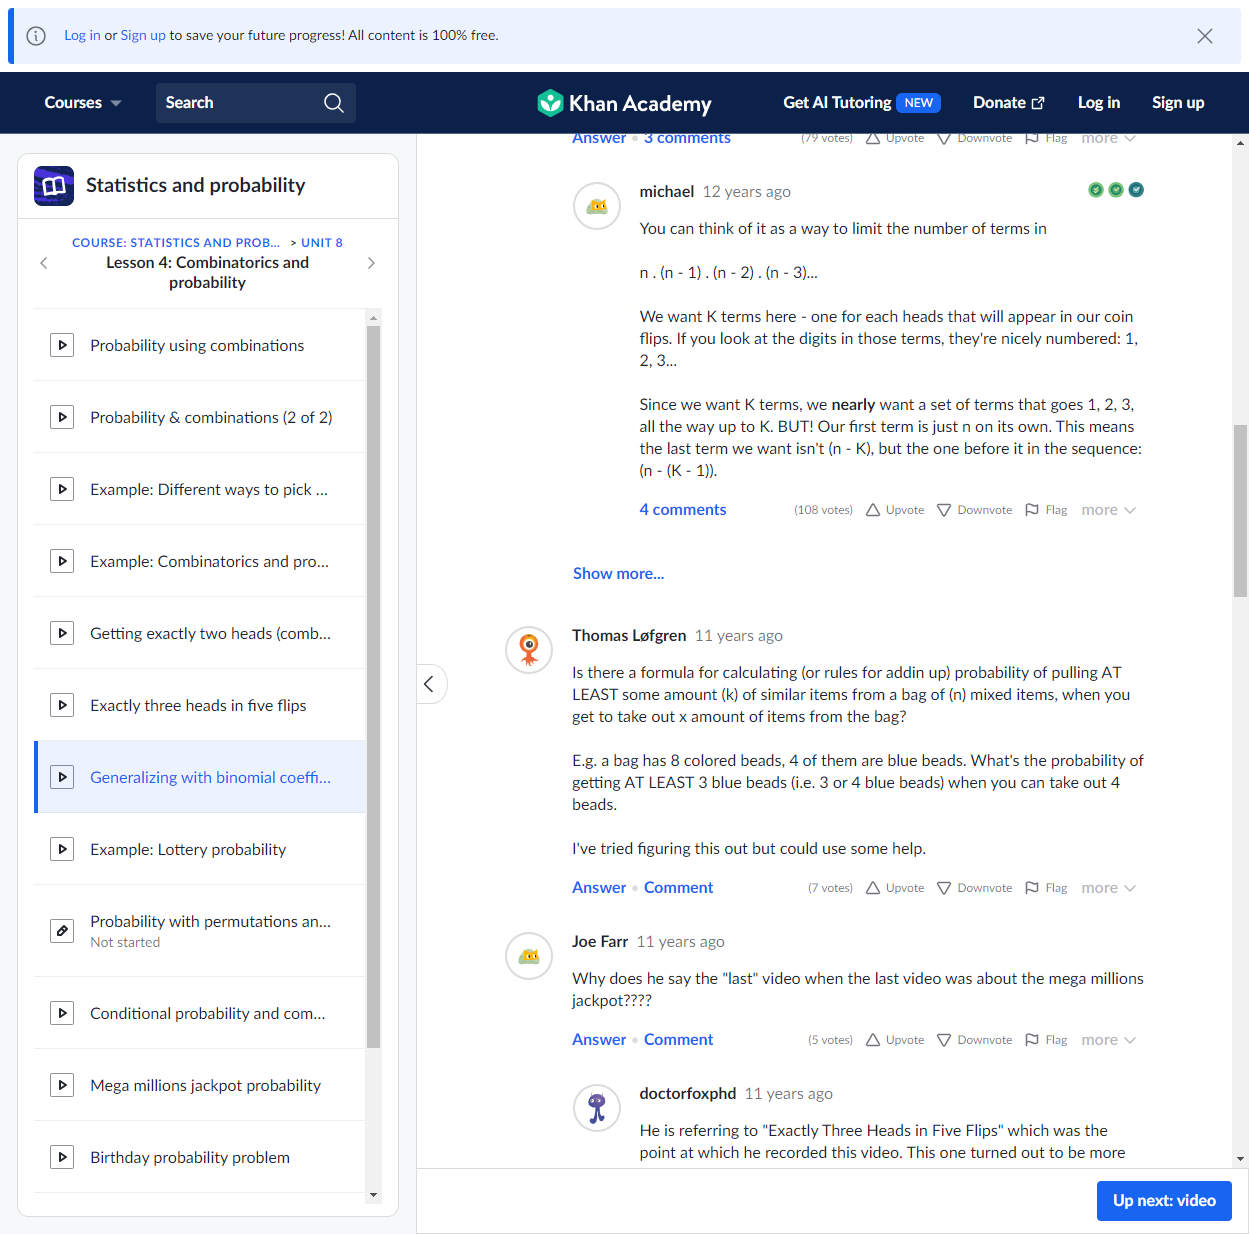 Log in or Sign up to save your future progress! All content is 100% free.
Courses
Search
Khan Academy
Get AI Tutoring NEW
Donate
Log in
Sign up
Statistics and probability
COURSE: STATISTICS AND PROB... > UNIT 8
Lesson 4: Combinatorics and
probability
Probability using combinations
Probability & combinations (2 of 2)
Example: Different ways to pick ...
Example: Combinatorics and pro...
Getting exactly two heads (comb...
Exactly three heads in five flips
Generalizing with binomial coeffi...
Example: Lottery probability
Probability with permutations an...
Not started
Conditional probability and com...
Mega millions jackpot probability
Birthday probability problem
Answer • 3 comments (79 votes) Upvote Downvote Flag more
michael 12 years ago
You can think of it as a way to limit the number of terms in
n . (n - 1) . (n - 2) . (n - 3)...
We want K terms here - one for each heads that will appear in our coin
flips. If you look at the digits in those terms, they're nicely numbered: 1,
2, 3...
Since we want K terms, we nearly want a set of terms that goes 1, 2, 3,
all the way up to K. BUT! Our first term is just n on its own. This means
the last term we want isn't (n - K), but the one before it in the sequence:
(n - (K - 1)).
4 comments (108 votes) Upvote Downvote Flag more
Show more...
Thomas Løfgren 11 years ago
Is there a formula for calculating (or rules for addin up) probability of pulling AT
LEAST some amount (k) of similar items from a bag of (n) mixed items, when you
get to take out x amount of items from the bag?
E.g. a bag has 8 colored beads, 4 of them are blue beads. What's the probability of
getting AT LEAST 3 blue beads (i.e. 3 or 4 blue beads) when you can take out 4
beads.
I've tried figuring this out but could use some help.
Answer • Comment (7 votes) Upvote Downvote Flag more
Joe Farr 11 years ago
Why does he say the "last" video when the last video was about the mega millions
jackpot????
Answer • Comment (5 votes) Upvote Downvote Flag more
doctorfoxphd 11 years ago
He is referring to "Exactly Three Heads in Five Flips" which was the
point at which he recorded this video. This one turned out to be more
Up next: video